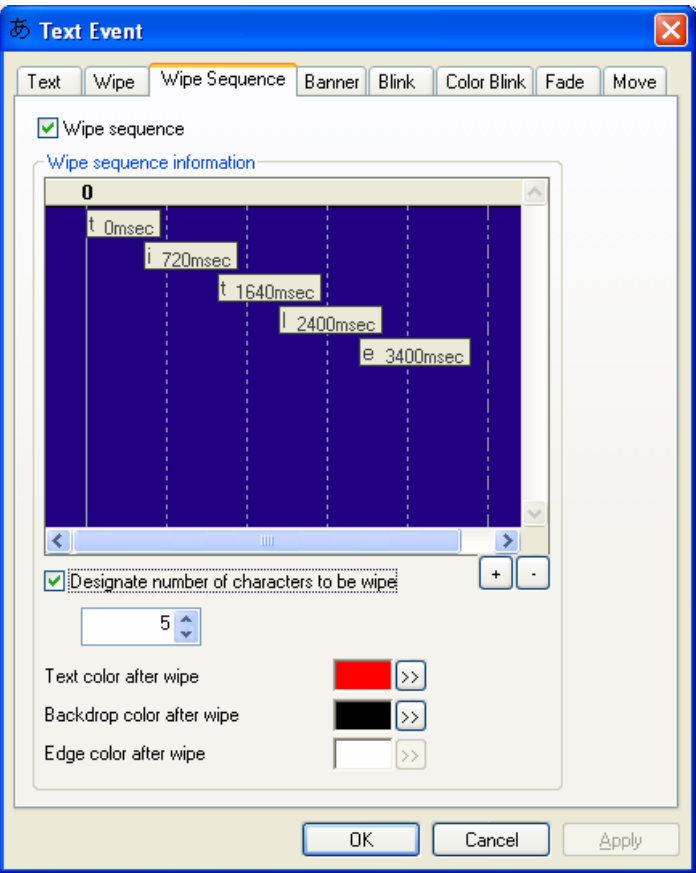 あ Text Event
Text Wipe Wipe Sequence Banner Blink Color Blink Fade Move
Wipe sequence
Wipe sequence information
0
t 0msec
i 720msec
t 1640msec
l 2400msec
e 3400msec
+ -
Designate number of characters to be wipe
5
Text color after wipe >>
Backdrop color after wipe >>
Edge color after wipe >>
OK Cancel Apply